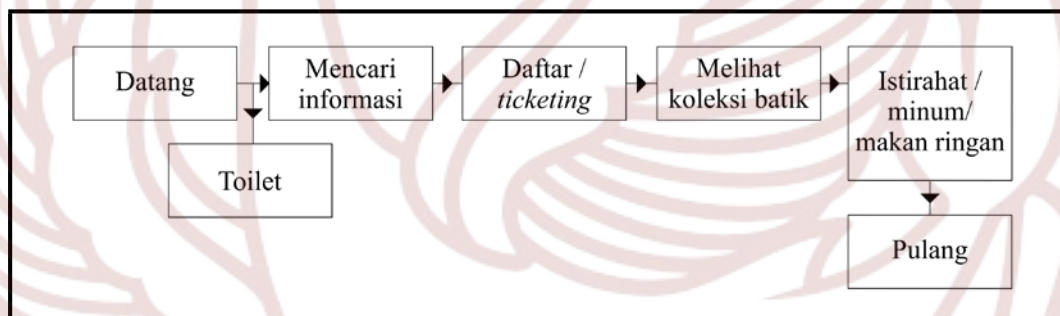 Datang
Mencari
informasi
Daftar /
ticketing
Melihat
koleksi batik
Istirahat /
minum/
makan ringan
Toilet
Pulang